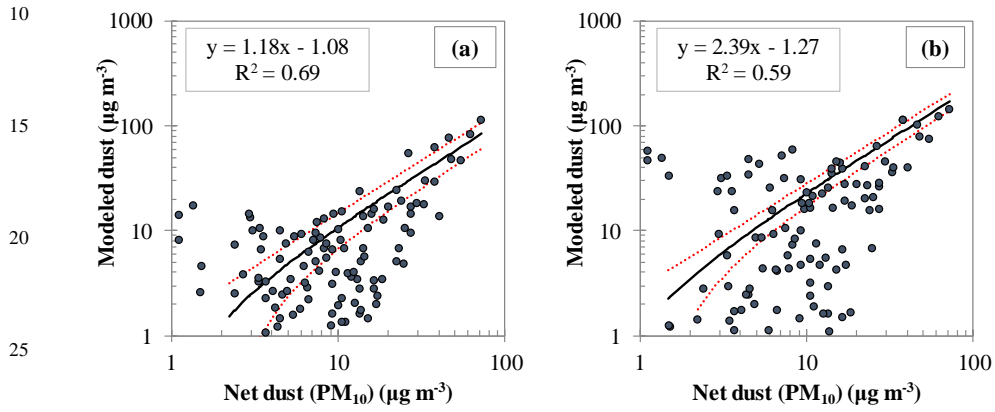 10
15
20
25
1000
100
10
1
Modeled dust (µg m-3)
y = 1.18x - 1.08
R2 = 0.69
(a)
1 10 100
Net dust (PM10) (µg m-3)
1000
100
10
1
Modeled dust (µg m-3)
y = 2.39x - 1.27
R2 = 0.59
(b)
1 10 100
Net dust (PM10) (µg m-3)